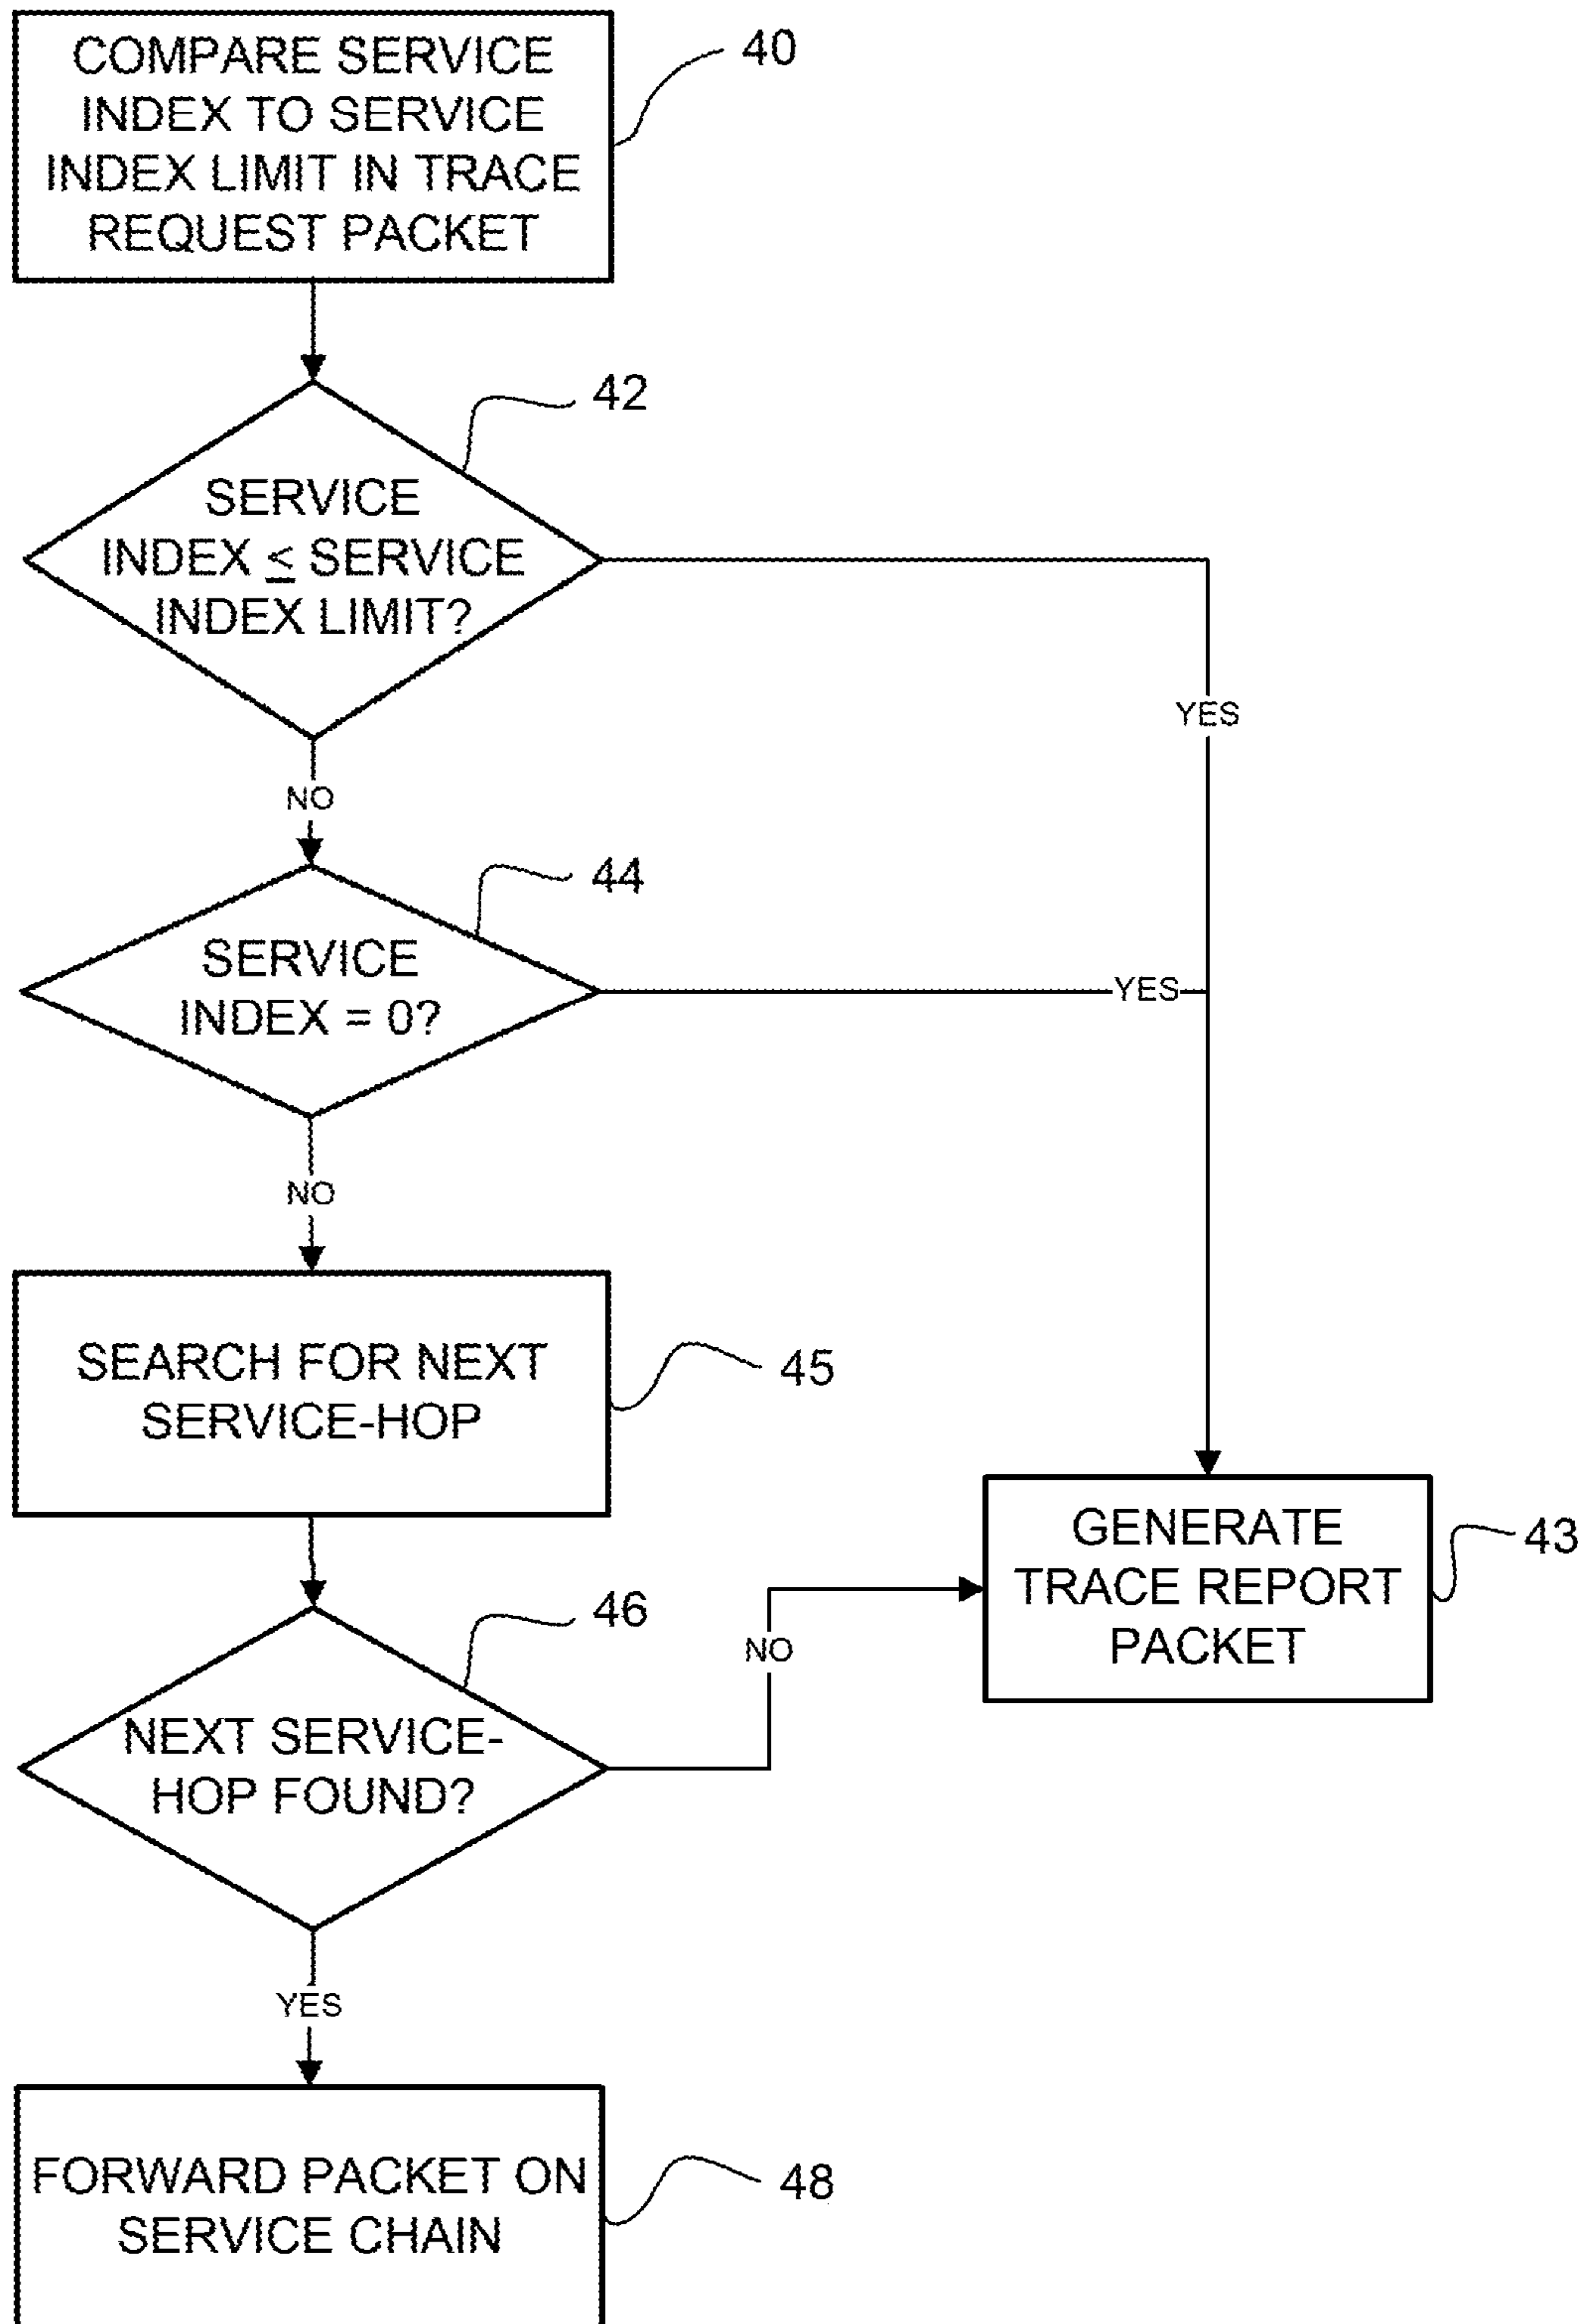 COMPARE SERVICE
INDEX TO SERVICE
INDEX LIMIT IN TRACE
REQUEST PACKET
40
42
SERVICE
INDEX ≤ SERVICE
INDEX LIMIT?
YES
NO
44
SERVICE
INDEX = 0?
YES
NO
SEARCH FOR NEXT
SERVICE-HOP
45
GENERATE
TRACE REPORT
PACKET
43
46
NO
NEXT SERVICE-
HOP FOUND?
YES
FORWARD PACKET ON
SERVICE CHAIN
48